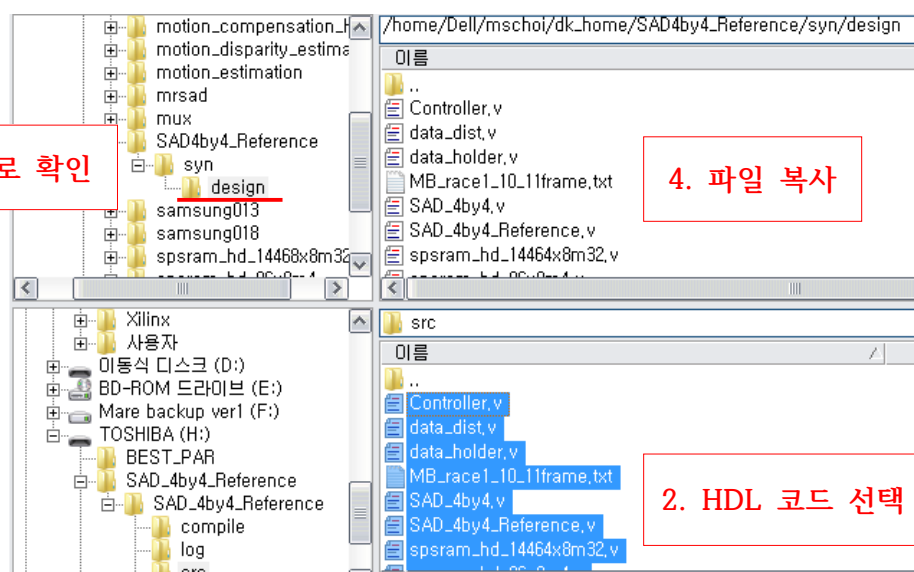 motion_compensation_H
motion_disparity_estima
motion_estimation
mrsad
mux
SAD4by4_Reference
syn
design
samsung013
samsung018
spsram_hd_14468x8m32
로 확인
/home/Dell/mschoi/dk_home/SAD4by4_Reference/syn/design
이름
..
Controller.v
data_dist.v
data_holder.v
MB_race1_10_11frame.txt
SAD_4by4.v
SAD_4by4_Reference.v
spsram_hd_14464x8m32.v
4. 파일 복사
Xilinx
사용자
이동식 디스크 (D:)
BD-ROM 드라이브 (E:)
Mare backup ver1 (F:)
TOSHIBA (H:)
BEST_PAR
SAD_4by4_Reference
SAD_4by4_Reference
compile
log
src
src
이름
..
Controller.v
data_dist.v
data_holder.v
MB_race1_10_11frame.txt
SAD_4by4.v
SAD_4by4_Reference.v
spsram_hd_14464x8m32.v
2. HDL 코드 선택